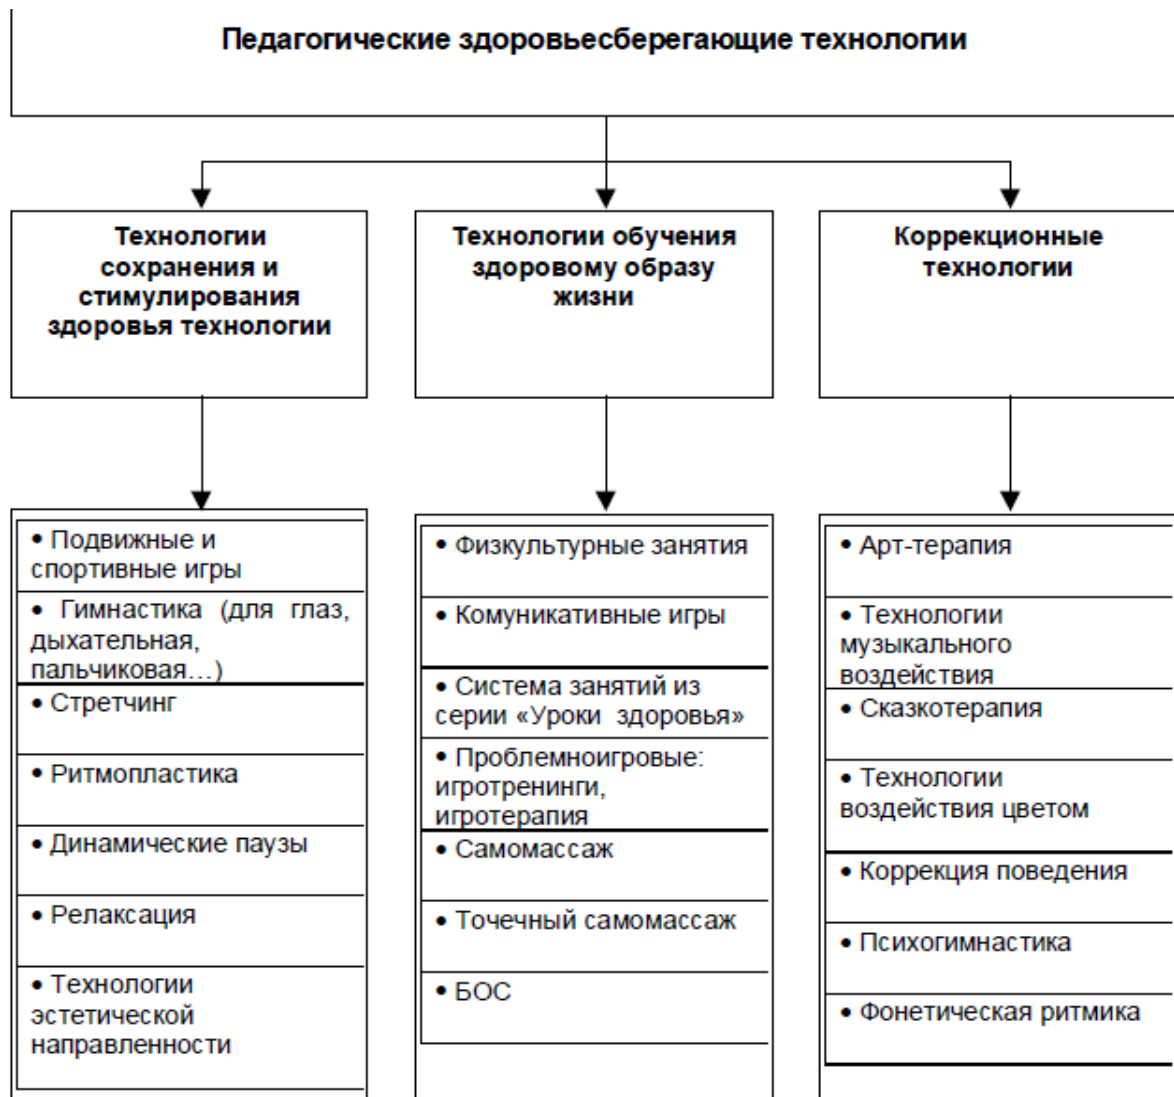 Педагогические здоровьесберегающие технологии
Технологии
сохранения и
стимулирования
здоровья технологии
Технологии обучения
здоровому образу
жизни
Коррекционные
технологии
• Подвижные и
спортивные игры
• Гимнастика (для глаз,
дыхательная,
пальчиковая…)
• Стретчинг
• Ритмопластика
• Динамические паузы
• Релаксация
• Технологии
эстетической
направленности
• Физкультурные занятия
• Комуникативные игры
• Система занятий из
серии «Уроки здоровья»
• Проблемноигровые:
игротренинги,
игротерапия
• Самомассаж
• Точечный самомассаж
• БОС
• Арт-терапия
• Технологии
музыкального
воздействия
• Сказкотерапия
• Технологии
воздействия цветом
• Коррекция поведения
• Психогимнастика
• Фонетическая ритмика